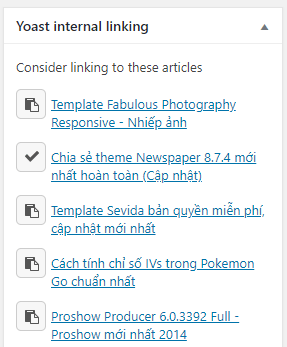 Yoast internal linking
Consider linking to these articles
Template Fabulous Photography
Responsive - Nhiếp ảnh
Chia sẻ theme Newspaper 8.7.4 mới
nhất hoàn toàn (Cập nhật)
Template Sevida bản quyền miễn phí,
cập nhật mới nhất
Cách tính chỉ số IVs trong Pokemon
Go chuẩn nhất
Proshow Producer 6.0.3392 Full -
Proshow mới nhất 2014